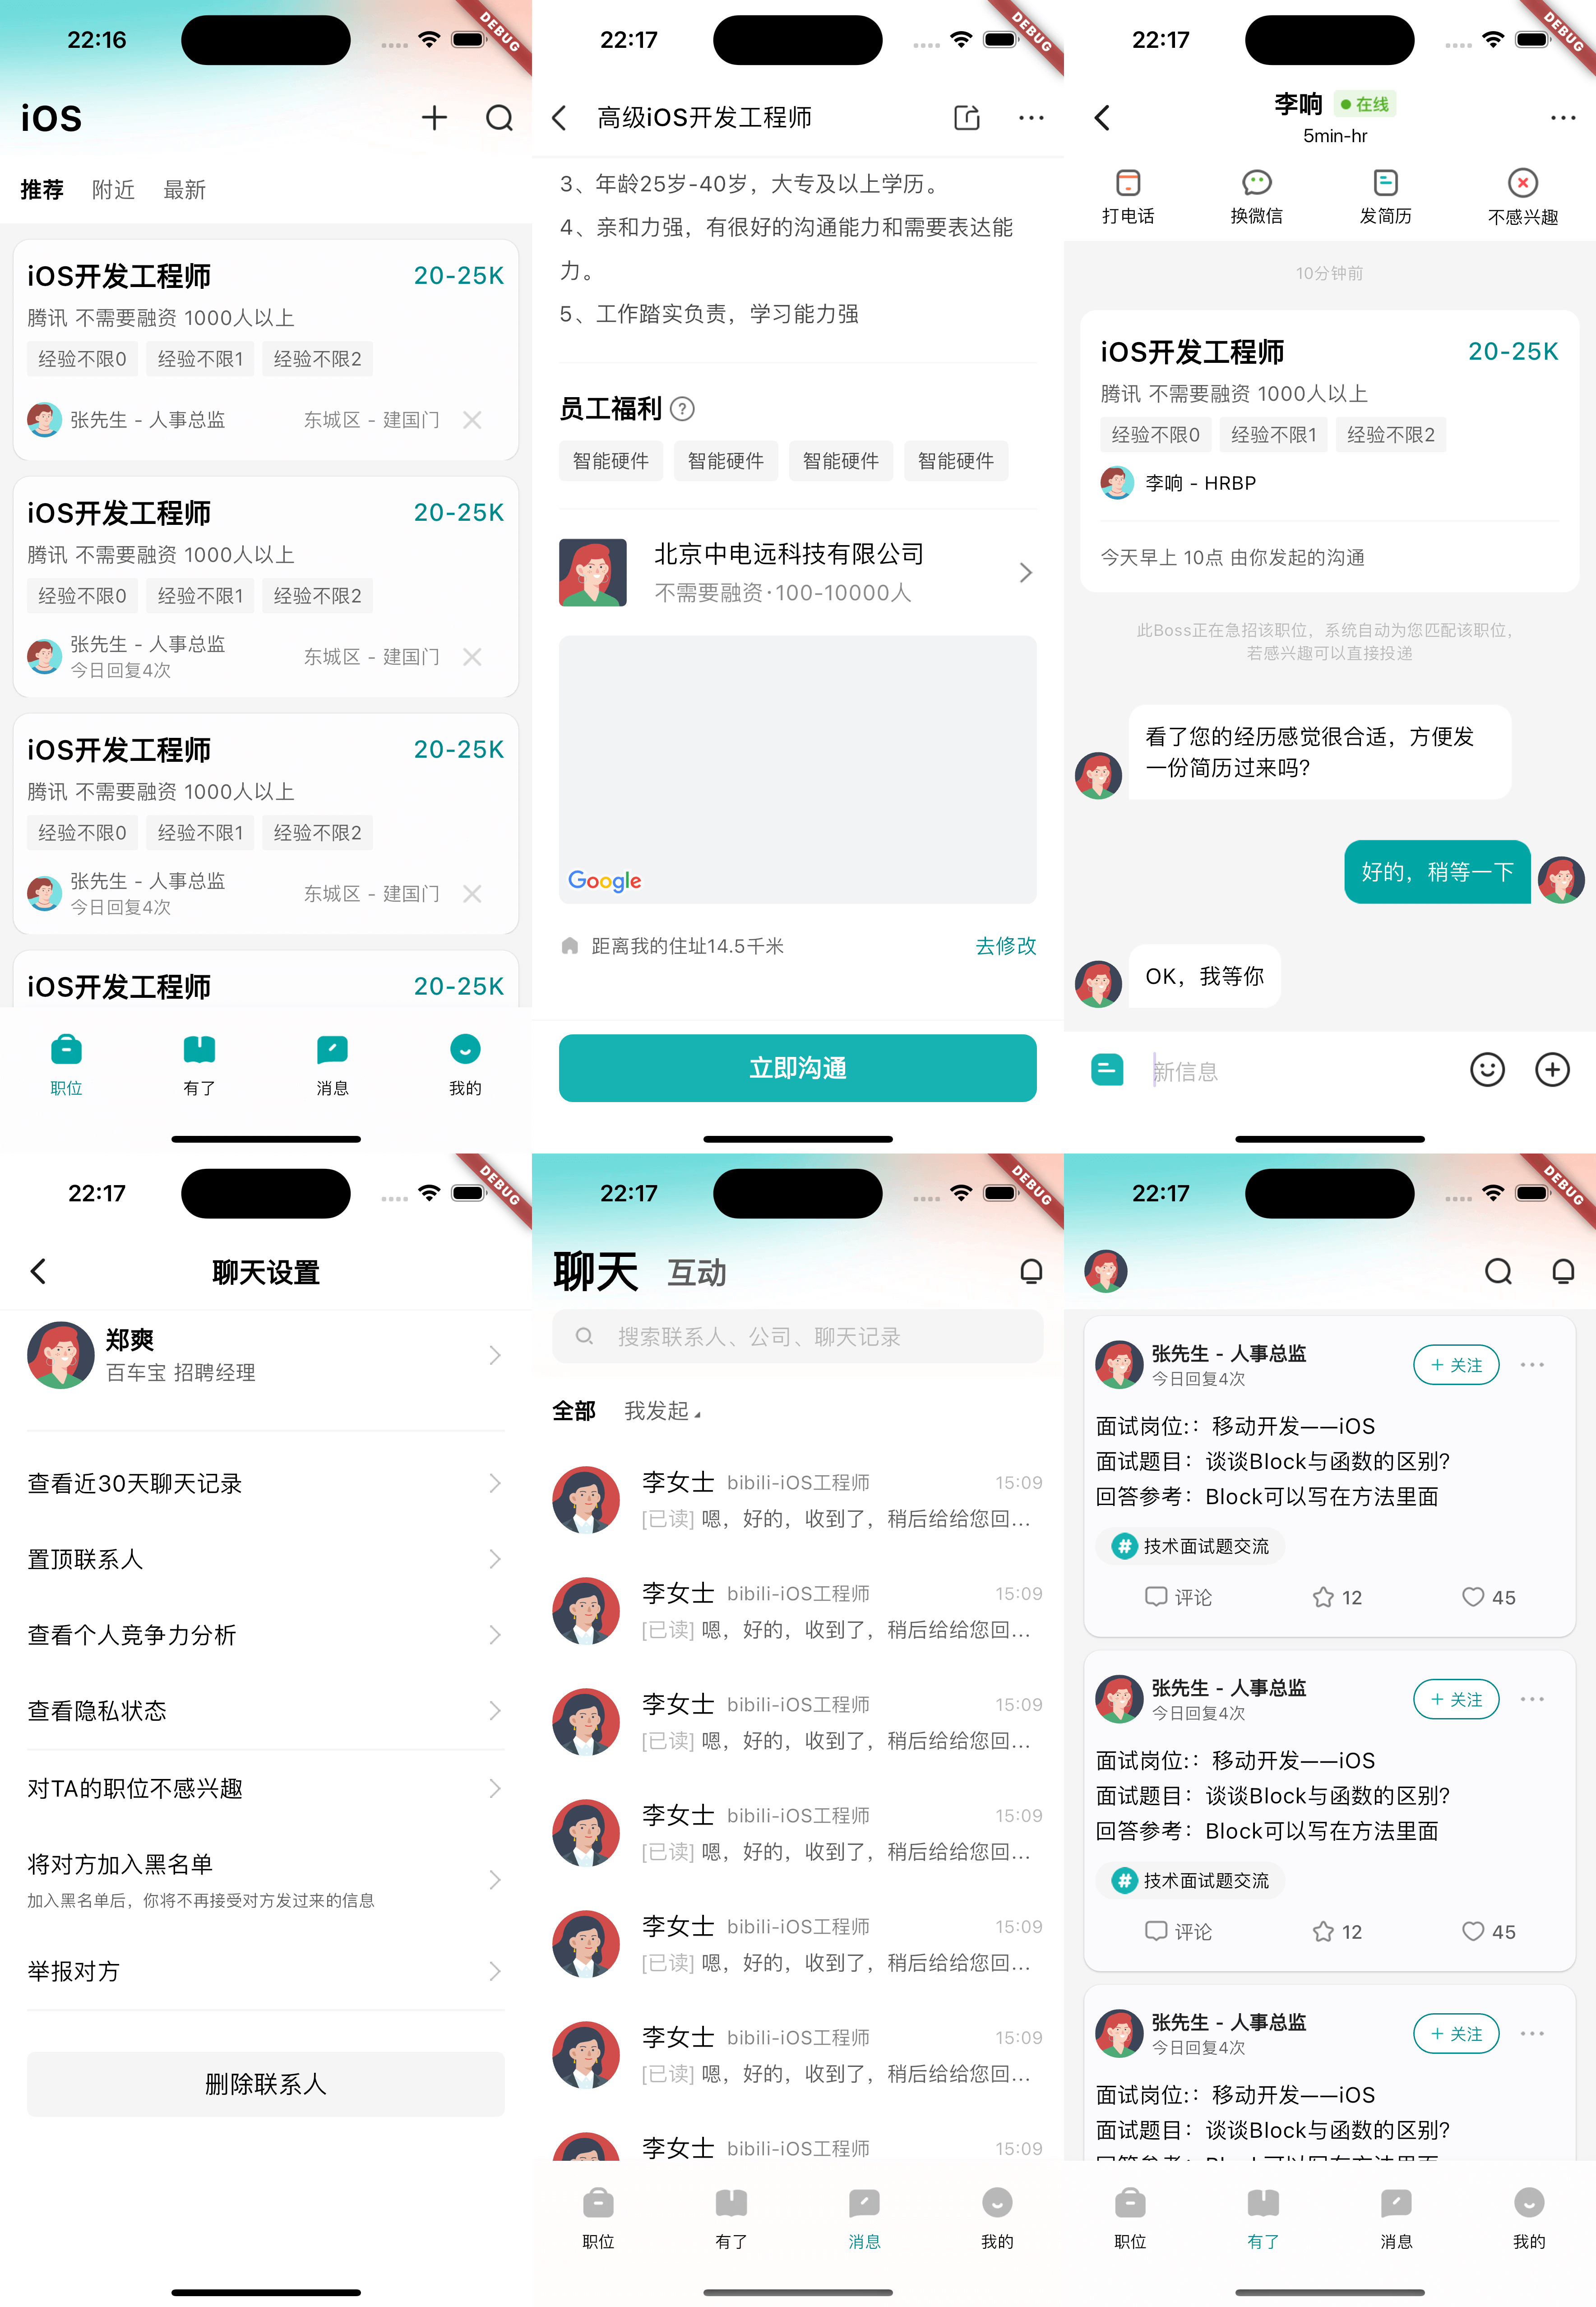 22:16
DEBUG
iOS
推荐 附近 最新
iOS开发工程师 20-25K
腾讯 不需要融资 1000人以上
经验不限0 经验不限1 经验不限2
张先生 - 人事总监 东城区 - 建国门
iOS开发工程师 20-25K
腾讯 不需要融资 1000人以上
经验不限0 经验不限1 经验不限2
张先生 - 人事总监
今日回复4次
东城区 - 建国门
iOS开发工程师 20-25K
腾讯 不需要融资 1000人以上
经验不限0 经验不限1 经验不限2
张先生 - 人事总监
今日回复4次
东城区 - 建国门
iOS开发工程师 20-25K
职位 有了 消息 我的
22:17
DEBUG
高级iOS开发工程师
3、年龄25岁-40岁，大专及以上学历。
4、亲和力强，有很好的沟通能力和需要表达能
力。
5、工作踏实负责，学习能力强
员工福利 ?
智能硬件 智能硬件 智能硬件 智能硬件
北京中电远科技有限公司
不需要融资·100-10000人
Google
距离我的住址14.5千米 去修改
立即沟通
22:17
DEBUG
李响 在线
5min-hr
打电话 换微信 发简历 不感兴趣
10分钟前
iOS开发工程师 20-25K
腾讯 不需要融资 1000人以上
经验不限0 经验不限1 经验不限2
李响 - HRBP
今天早上 10点 由你发起的沟通
此Boss正在急招该职位，系统自动为您匹配该职位，
若感兴趣可以直接投递
看了您的经历感觉很合适，方便发
一份简历过来吗？
好的，稍等一下
OK，我等你
新信息
22:17
DEBUG
聊天设置
郑爽
百车宝 招聘经理
查看近30天聊天记录
置顶联系人
查看个人竞争力分析
查看隐私状态
对TA的职位不感兴趣
将对方加入黑名单
加入黑名单后，你将不再接受对方发过来的信息
举报对方
删除联系人
22:17
DEBUG
聊天 互动
搜索联系人、公司、聊天记录
全部 我发起
李女士 bibili-iOS工程师 15:09
[已读] 嗯，好的，收到了，稍后给给您回...
李女士 bibili-iOS工程师 15:09
[已读] 嗯，好的，收到了，稍后给给您回...
李女士 bibili-iOS工程师 15:09
[已读] 嗯，好的，收到了，稍后给给您回...
李女士 bibili-iOS工程师 15:09
[已读] 嗯，好的，收到了，稍后给给您回...
李女士 bibili-iOS工程师 15:09
[已读] 嗯，好的，收到了，稍后给给您回...
李女士 bibili-iOS工程师 15:09
[已读] 嗯，好的，收到了，稍后给给您回...
李女士 bibili-iOS工程师 15:09
职位 有了 消息 我的
22:17
DEBUG
张先生 - 人事总监
今日回复4次
+ 关注
面试岗位:：移动开发——iOS
面试题目：谈谈Block与函数的区别?
回答参考：Block可以写在方法里面
# 技术面试题交流
评论 12 45
张先生 - 人事总监
今日回复4次
+ 关注
面试岗位:：移动开发——iOS
面试题目：谈谈Block与函数的区别?
回答参考：Block可以写在方法里面
# 技术面试题交流
评论 12 45
张先生 - 人事总监
今日回复4次
+ 关注
面试岗位:：移动开发——iOS
面试题目：谈谈Block与函数的区别?
职位 有了 消息 我的